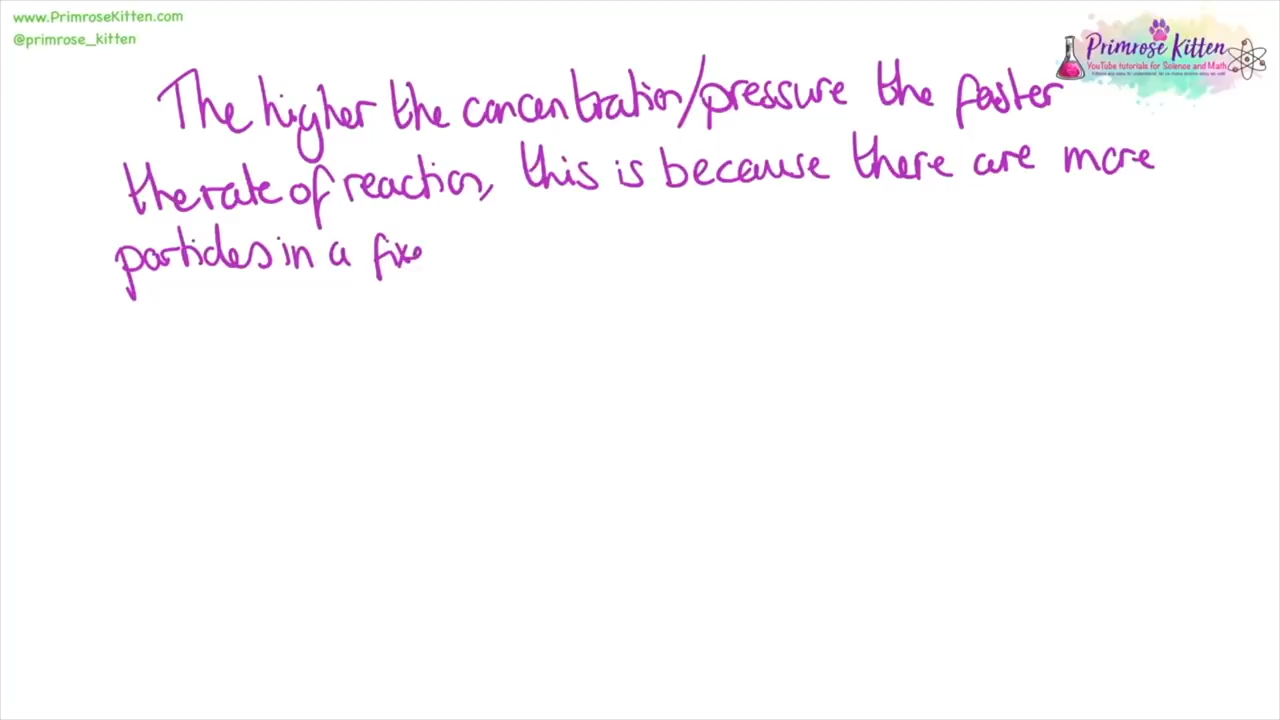 www.PrimroseKitten.com
@primrose_kitten
Primrose Kitten
YouTube tutorials for Science and Math
The higher the concentration/pressure the faster
the rate of reaction, this is because there are more
particles in a fixe